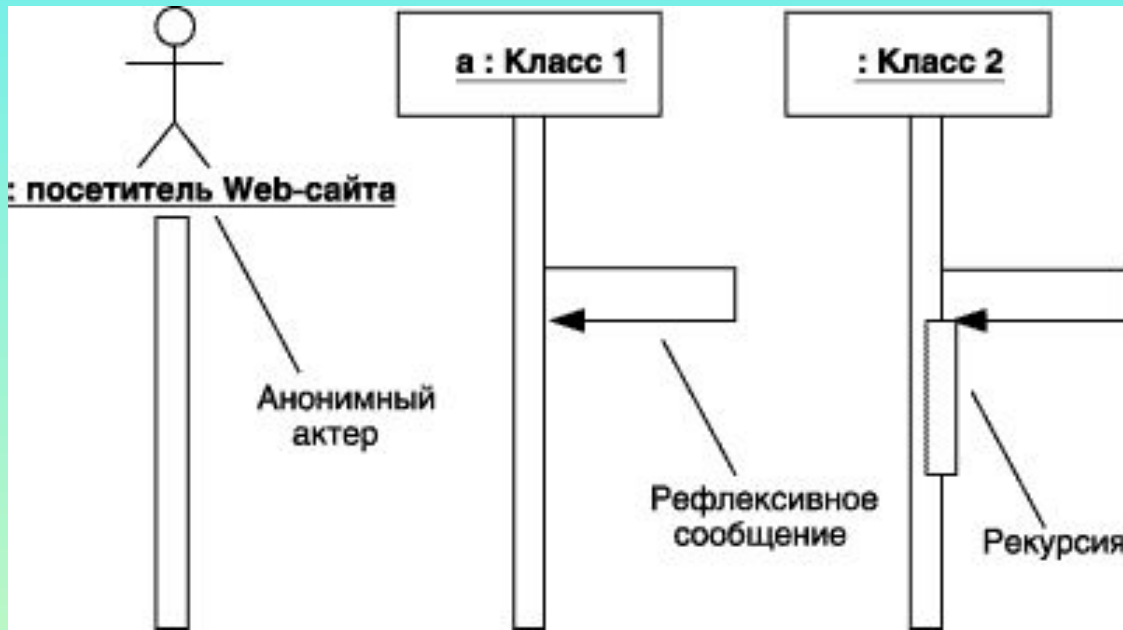 а : Класс 1
: Класс 2
: посетитель Web-сайта
Анонимный
актер
Рефлексивное
сообщение
Рекурсия